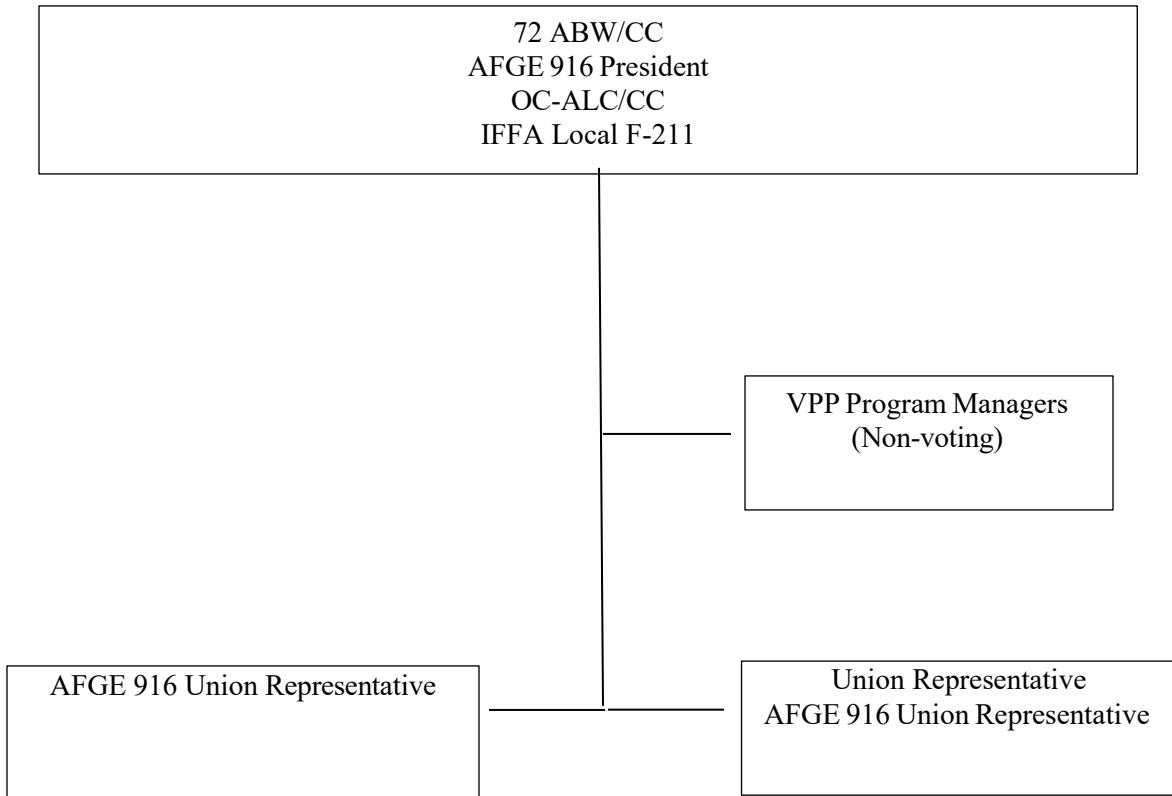 72 ABW/CC
AFGE 916 President
OC-ALC/CC
IFFA Local F-211
VPP Program Managers
(Non-voting)
AFGE 916 Union Representative
Union Representative
AFGE 916 Union Representative